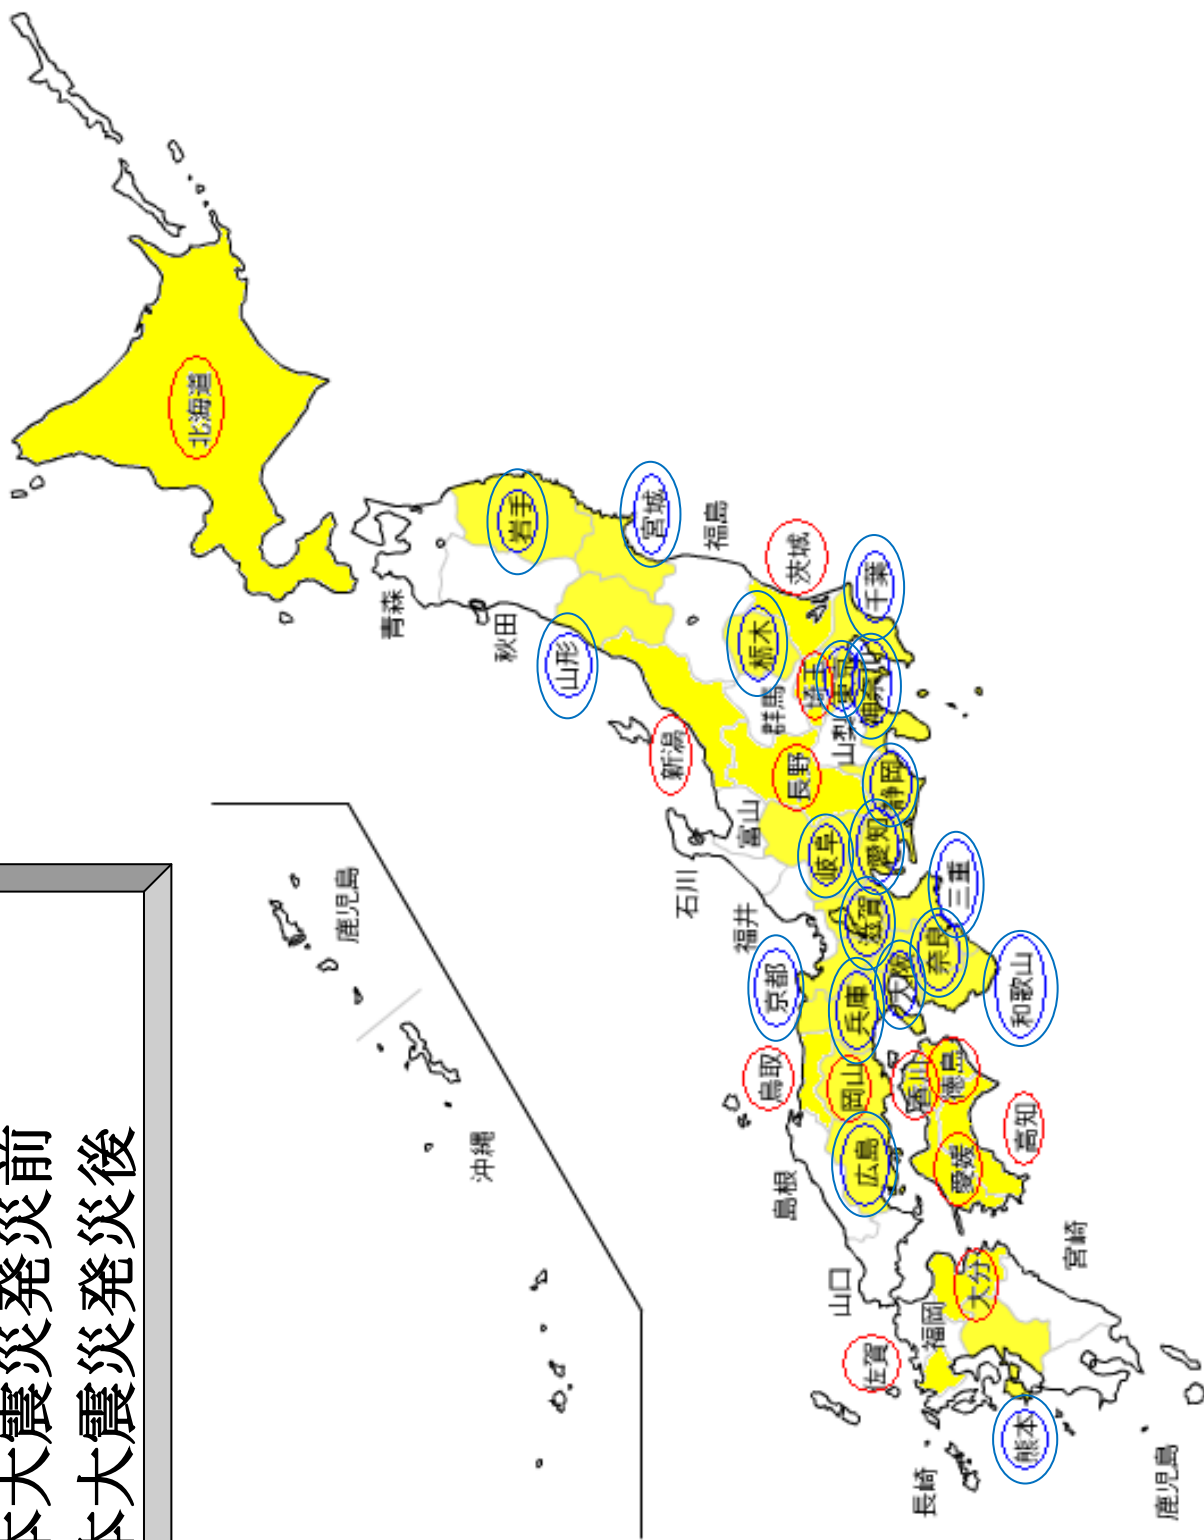 本大震災発災前
本大震災発災後
北海道
青森
岩手
秋田
宮城
山形
福島
新潟
茨城
栃木
群馬
埼玉
千葉
東京
神奈川
山梨
長野
静岡
富山
岐阜
愛知
石川
福井
滋賀
三重
京都
奈良
大阪
和歌山
兵庫
鳥取
岡山
香川
徳島
高知
愛媛
広島
島根
山口
福岡
大分
宮崎
佐賀
熊本
長崎
鹿児島
鹿児島
沖縄